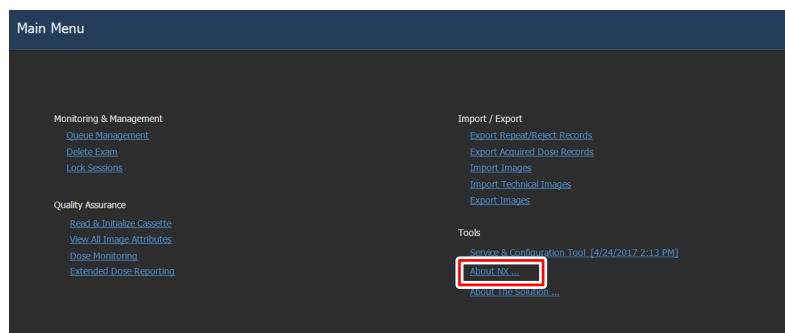 Main Menu
Monitoring & Management
Queue Management
Delete Exam
Lock Sessions
Quality Assurance
Read & Initialize Cassette
View All Image Attributes
Dose Monitoring
Extended Dose Reporting
Import / Export
Export Repeat/Reject Records
Export Acquired Dose Records
Import Images
Import Technical Images
Export Images
Tools
Service & Configuration Tool [4/24/2017 2:13 PM]
About NX ...
About The Solution ...